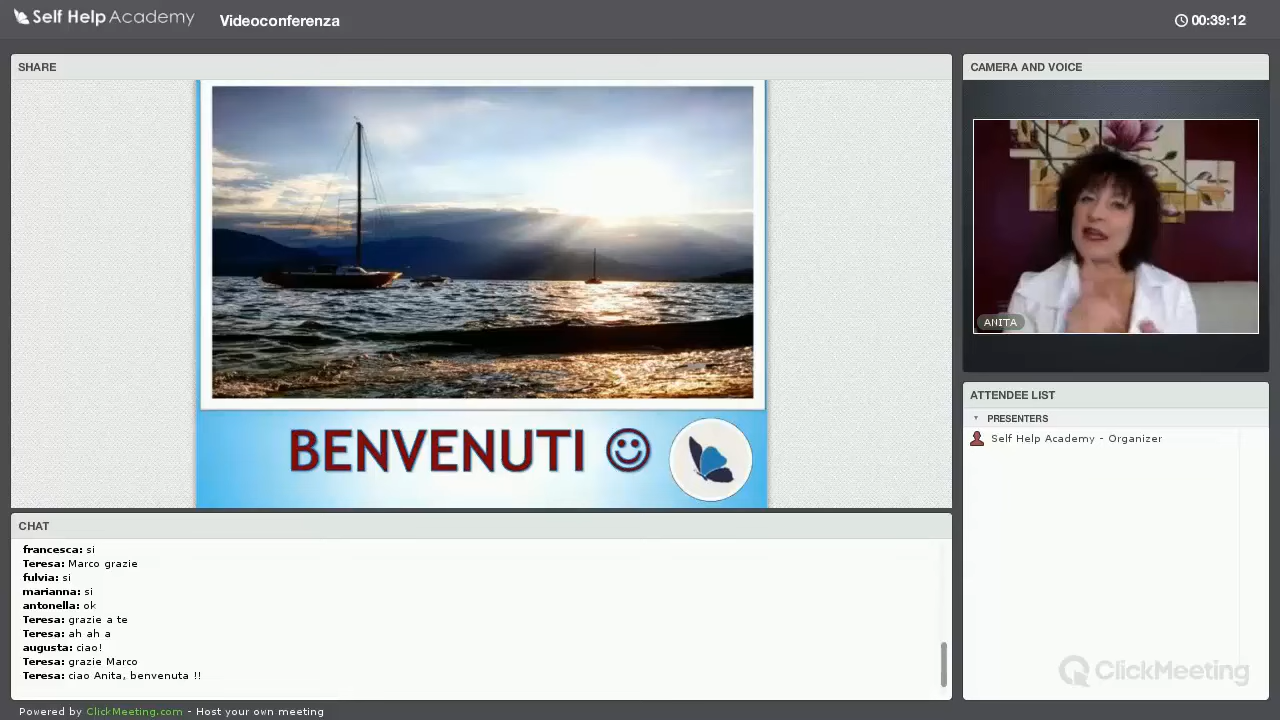 Self Help Academy
Videoconferenza
00:39:12
SHARE
BENVENUTI
CAMERA AND VOICE
ANITA
ATTENDEE LIST
PRESENTERS
Self Help Academy - Organizer
CHAT
francesca: si
Teresa: Marco grazie
fulvia: si
marianna: si
antonella: ok
Teresa: grazie a te
Teresa: ah ah a
augusta: ciao!
Teresa: grazie Marco
Teresa: ciao Anita, benvenuta !!
ClickMeeting
Powered by ClickMeeting.com - Host your own meeting